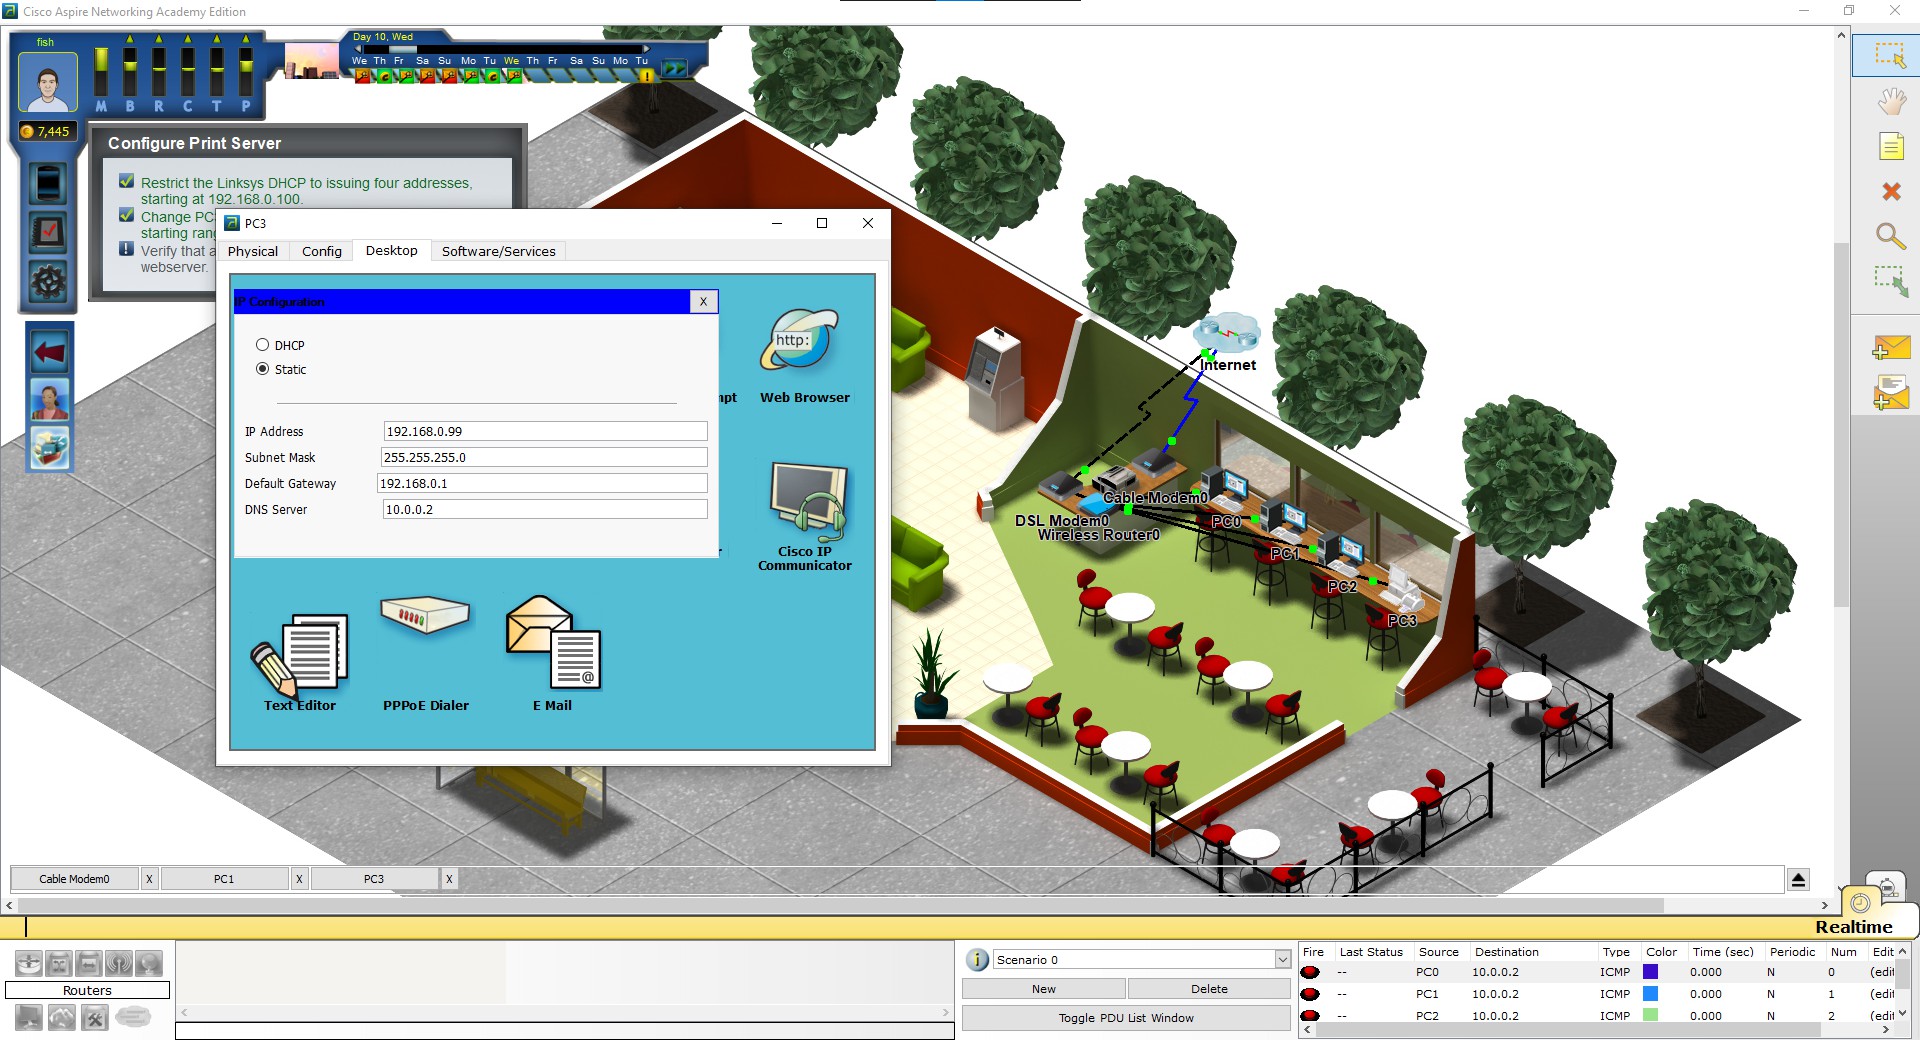 Cisco Aspire Networking Academy Edition
fish
Day 10, Wed
We Th Fr Sa Su Mo Tu We Th Fr Sa Su Mo Tu
M B R C T P
7,445
Configure Print Server
Restrict the Linksys DHCP to issuing four addresses,
starting at 192.168.0.100.
Change PC
starting rang
Verify that a
webserver.
PC3
Physical Config Desktop Software/Services
IP Configuration X
DHCP
Static
IP Address 192.168.0.99
Subnet Mask 255.255.255.0
Default Gateway 192.168.0.1
DNS Server 10.0.0.2
http:
mpt Web Browser
Cisco IP
Communicator
@
Text Editor PPPoE Dialer E Mail
Internet
Cable Modem0
DSL Modem0
Wireless Router0
PC0
PC1
PC2
PC3
Cable Modem0 X PC1 X PC3 X
Realtime
Routers
i Scenario 0
New Delete
Toggle PDU List Window
Fire Last Status Source Destination Type Color Time (sec) Periodic Num Edit
-- PC0 10.0.0.2 ICMP 0.000 N 0 (edit
-- PC1 10.0.0.2 ICMP 0.000 N 1 (edit
-- PC2 10.0.0.2 ICMP 0.000 N 2 (edit